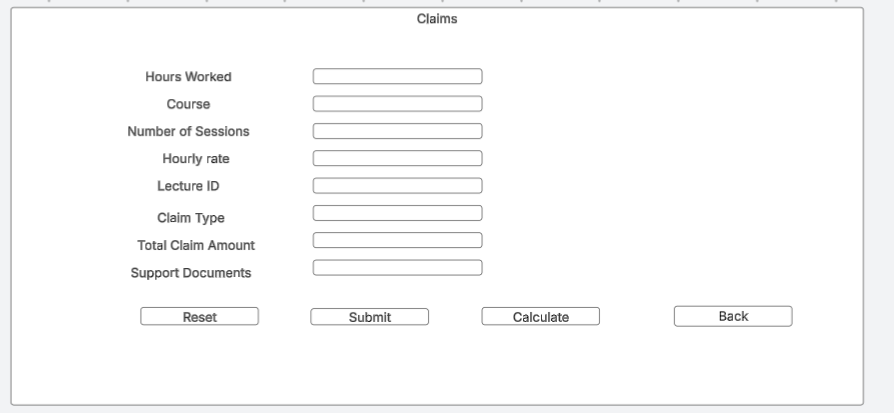 Claims
Hours Worked
Course
Number of Sessions
Hourly rate
Lecture ID
Claim Type
Total Claim Amount
Support Documents
Reset Submit Calculate Back